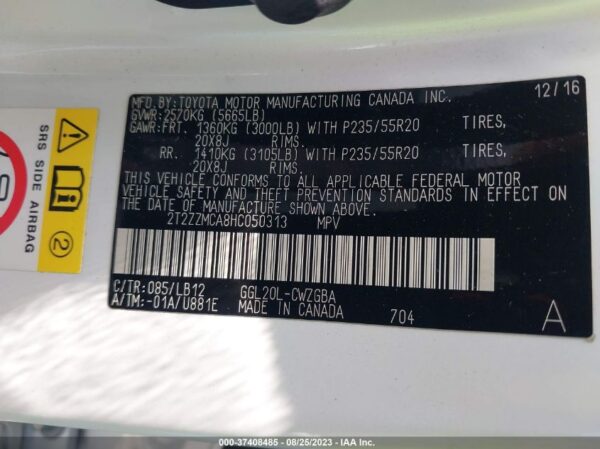 MFD.BY:TOYOTA MOTOR MANUFACTURING CANADA INC. 12/16
GVWR:2570KG (5665LB)
GAWR:FRT. 1360KG (3000LB) WITH P235/55R20 TIRES,
20X8J RIMS.
RR. 1410KG (3105LB) WITH P235/55R20 TIRES,
20X8J RIMS.
THIS VEHICLE CONFORMS TO ALL APPLICABLE FEDERAL MOTOR
VEHICLE SAFETY AND THEFT PREVENTION STANDARDS IN EFFECT ON
THE DATE OF MANUFACTURE SHOWN ABOVE.
2T2ZZMCA8HC050313 MPV
C/TR:085/LB12 GGL20L-CWZGBA
A/TM:-01A/U881E MADE IN CANADA 704 A
SRS SIDE AIRBAG
2
000-37408485 - 08/25/2023 - IAA Inc.